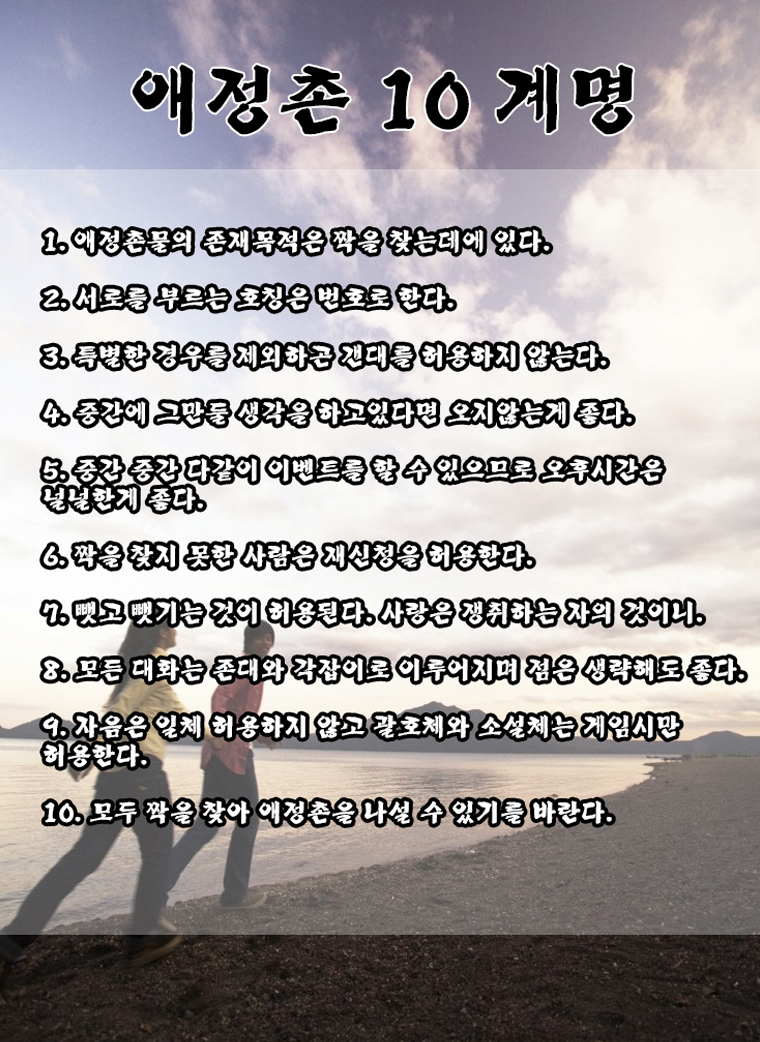 애정촌 10 계명
1. 애정촌물의 존재목적은 짝을 찾는데에 있다.
2. 서로를 부르는 호칭은 번호로 한다.
3. 특별한 경우를 제외하곤 갠대를 허용하지 않는다.
4. 중간에 그만둘 생각을 하고있다면 오지않는게 좋다.
5. 중간 중간 다같이 이벤트를 할 수 있으므로 오후시간은
널널한게 좋다.
6. 짝을 찾지 못한 사람은 재신청을 허용한다.
7. 뺏고 뺏기는 것이 허용된다. 사랑은 쟁취하는 자의 것이니.
8. 모든 대화는 존대와 각잡이로 이루어지며 점은 생략해도 좋다.
9. 자음은 일체 허용하지 않고 괄호체와 소설체는 게임시만
허용한다.
10. 모두 짝을 찾아 애정촌을 나설 수 있기를 바란다.